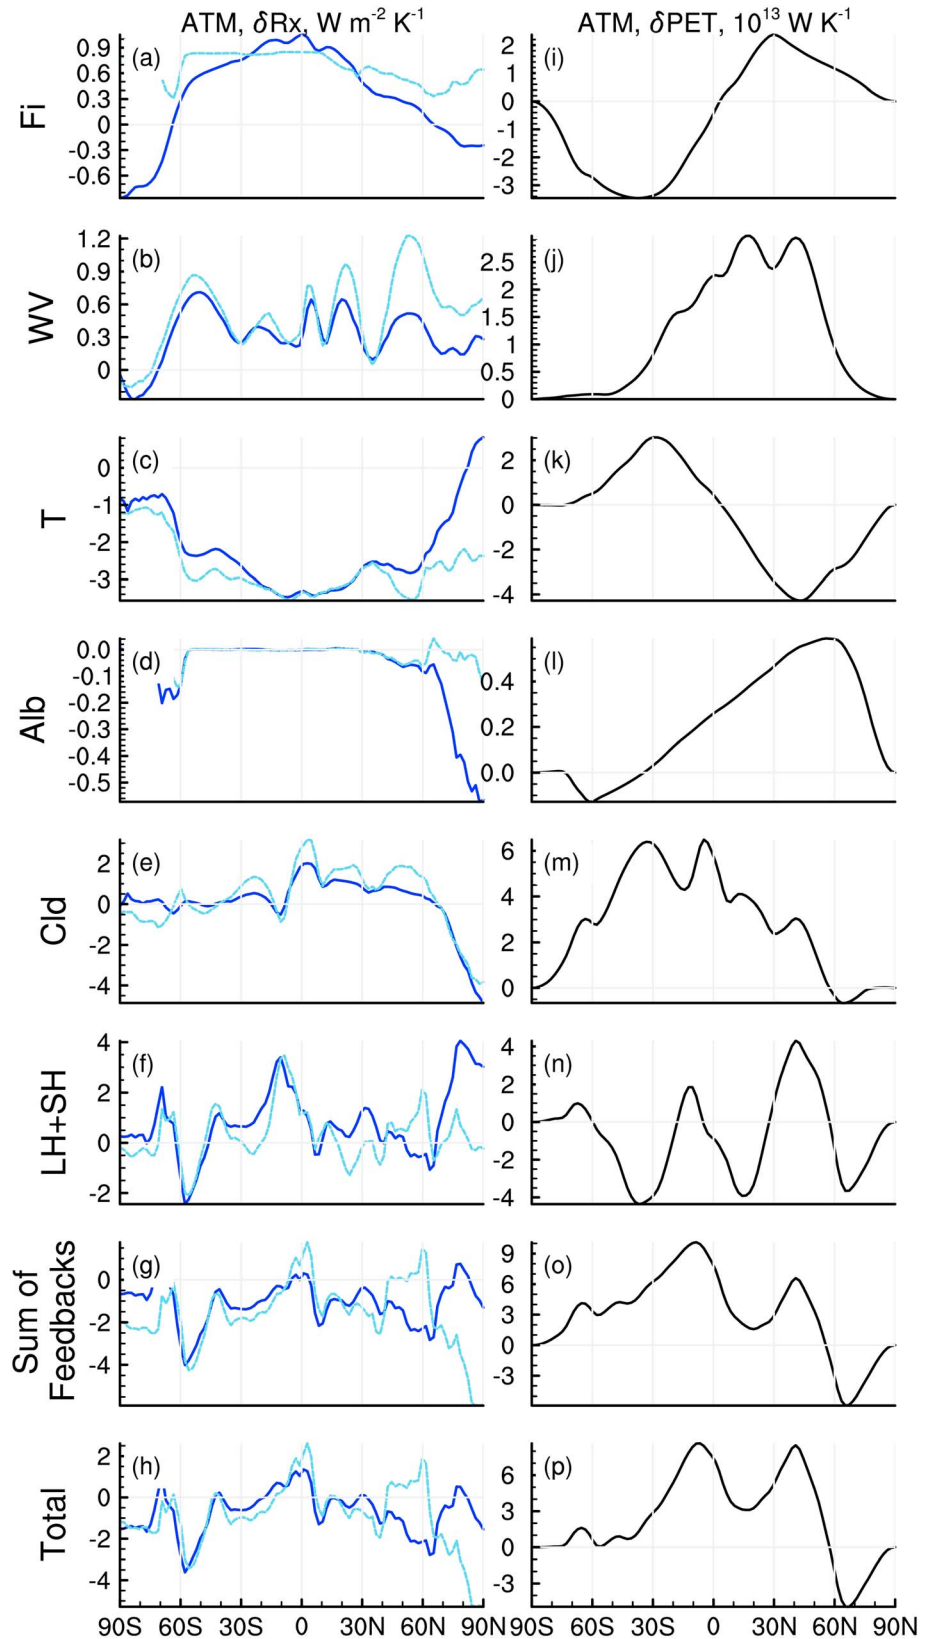 ATM, δRx, W m⁻² K⁻¹ ATM, δPET, 10¹³ W K⁻¹
Fi
(a)
0.9
0.6
0.3
0
-0.3
-0.6
(i)
2
1
0
-1
-2
-3
WV
(b)
1.2
0.9
0.6
0.3
0
(j)
2.5
2
1.5
1
0.5
0
T
(c)
0
-1
-2
-3
(k)
2
0
-2
-4
Alb
(d)
0.0
-0.1
-0.2
-0.3
-0.4
-0.5
(l)
0.4
0.2
0.0
Cld
(e)
2
0
-2
-4
(m)
6
4
2
0
LH+SH
(f)
4
2
0
-2
(n)
4
2
0
-2
-4
Sum of
Feedbacks
(g)
0
-2
-4
(o)
9
6
3
0
-3
Total
(h)
2
0
-2
-4
(p)
6
3
0
-3
90S 60S 30S 0 30N 60N 90N 90S 60S 30S 0 30N 60N 90N